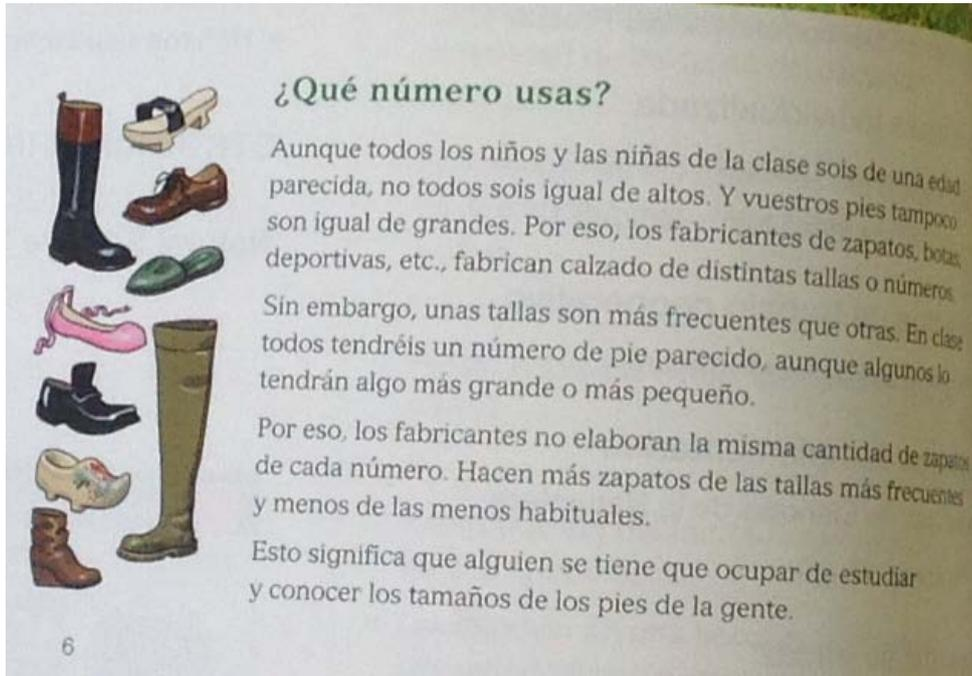 ¿Qué número usas?
Aunque todos los niños y las niñas de la clase sois de una edad
parecida, no todos sois igual de altos. Y vuestros pies tampoco
son igual de grandes. Por eso, los fabricantes de zapatos, botas,
deportivas, etc., fabrican calzado de distintas tallas o números.
Sin embargo, unas tallas son más frecuentes que otras. En clase
todos tendréis un número de pie parecido, aunque algunos lo
tendrán algo más grande o más pequeño.
Por eso, los fabricantes no elaboran la misma cantidad de zapatos
de cada número. Hacen más zapatos de las tallas más frecuentes
y menos de las menos habituales.
Esto significa que alguien se tiene que ocupar de estudiar
y conocer los tamaños de los pies de la gente.
6